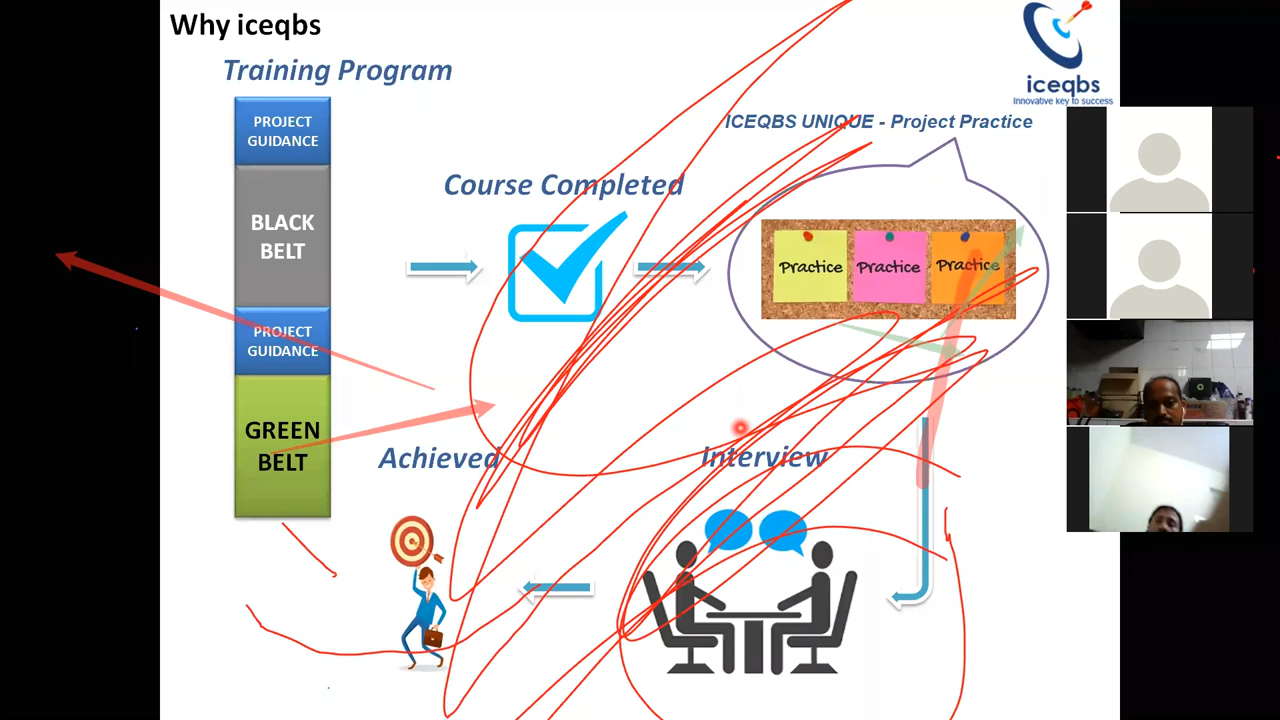 Why iceqbs
Training Program
PROJECT
GUIDANCE
BLACK
BELT
PROJECT
GUIDANCE
GREEN
BELT
Course Completed
iceqbs
Innovative key to success
ICEQBS UNIQUE - Project Practice
Practice
Practice
Practice
Achieved
Interview